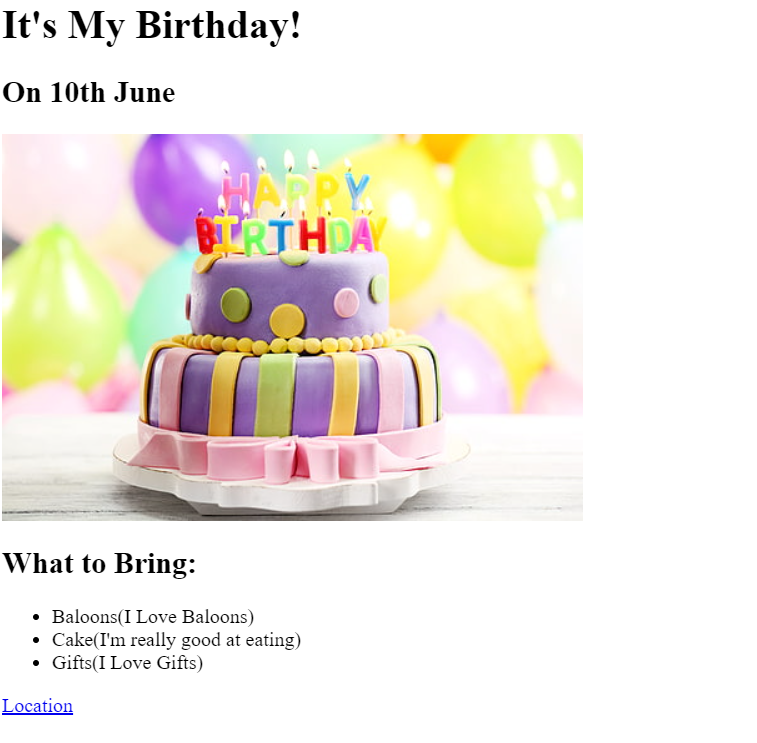 It's My Birthday!
On 10th June
HAPPY
BIRTHDAY
What to Bring:
Baloons(I Love Baloons)
Cake(I'm really good at eating)
Gifts(I Love Gifts)
Location